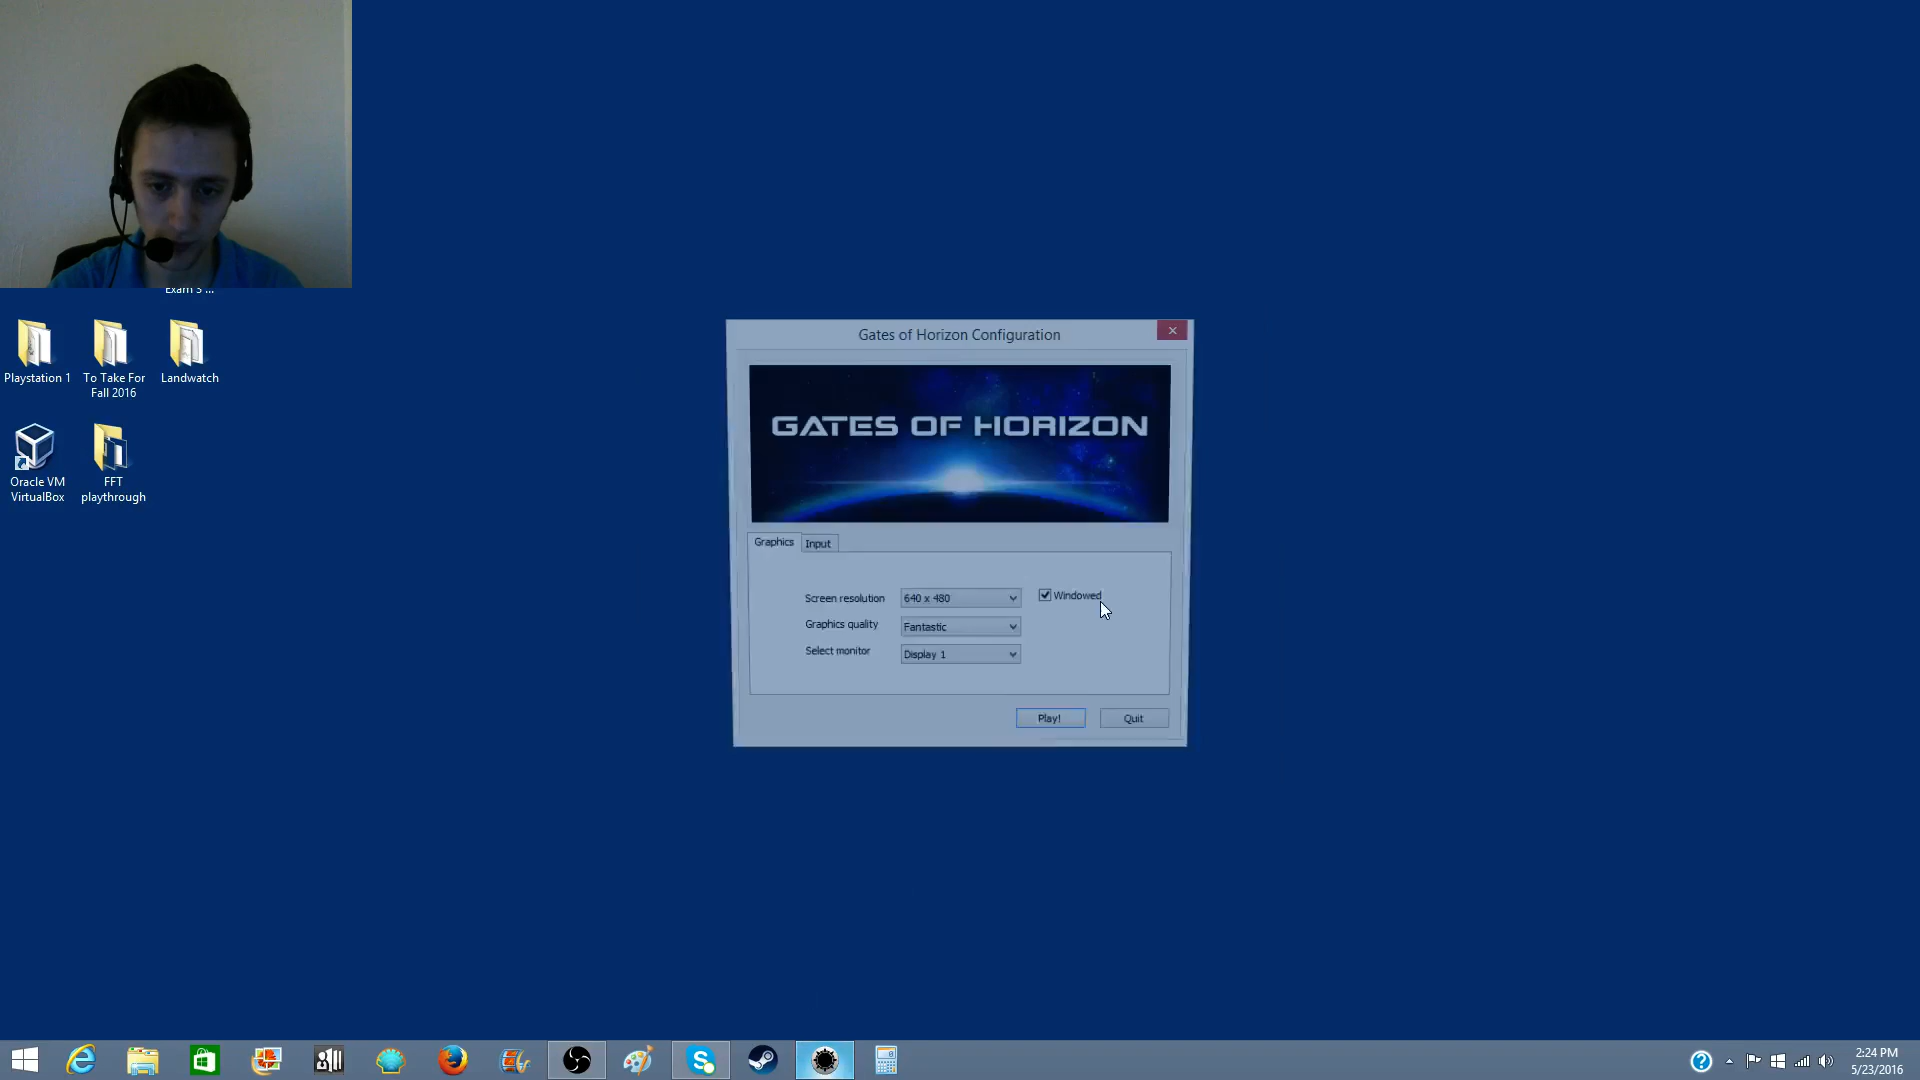 Exam 3 ...
Playstation 1
To Take For
Fall 2016
Landwatch
Oracle VM
VirtualBox
FFT
playthrough
Gates of Horizon Configuration
GATES OF HORIZON
Graphics
Input
Screen resolution
640 x 480
Windowed
Graphics quality
Fantastic
Select monitor
Display 1
Play!
Quit
2:24 PM
5/23/2016